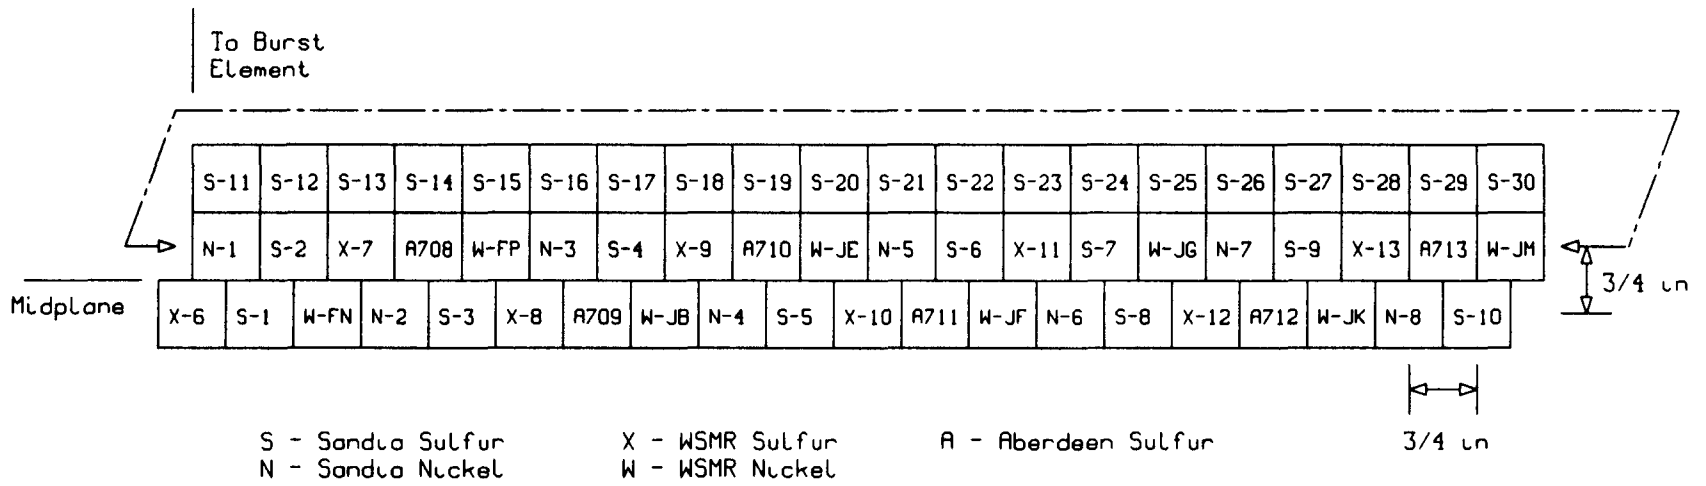 To Burst
Element
S-11 S-12 S-13 S-14 S-15 S-16 S-17 S-18 S-19 S-20 S-21 S-22 S-23 S-24 S-25 S-26 S-27 S-28 S-29 S-30
N-1 S-2 X-7 A708 W-FP N-3 S-4 X-9 A710 W-JE N-5 S-6 X-11 S-7 W-JG N-7 S-9 X-13 A713 W-JM
3/4 in
Midplane
X-6 S-1 W-FN N-2 S-3 X-8 A709 W-JB N-4 S-5 X-10 A711 W-JF N-6 S-8 X-12 A712 W-JK N-8 S-10
3/4 in
S - Sandia Sulfur X - WSMR Sulfur A - Aberdeen Sulfur
N - Sandia Nickel W - WSMR Nickel